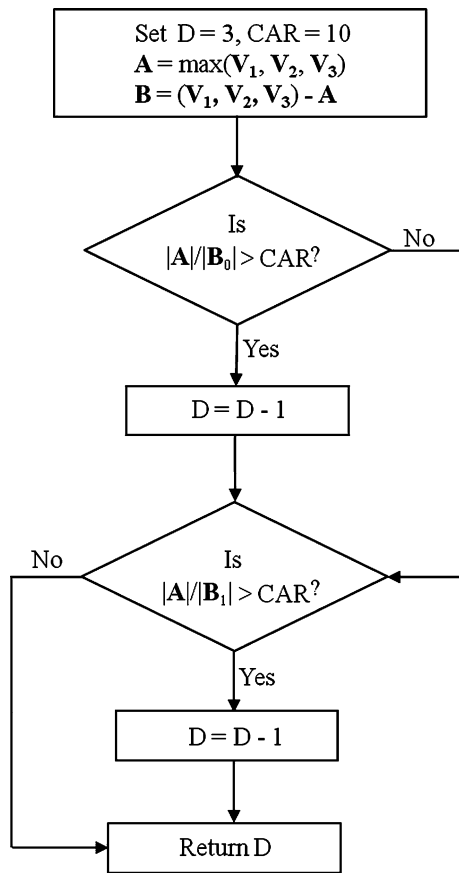 Set D = 3, CAR = 10
A = max(V₁, V₂, V₃)
B = (V₁, V₂, V₃) - A
Is
|A|/|B₀| > CAR?
No
Yes
D = D - 1
No
Is
|A|/|B₁| > CAR?
Yes
D = D - 1
Return D